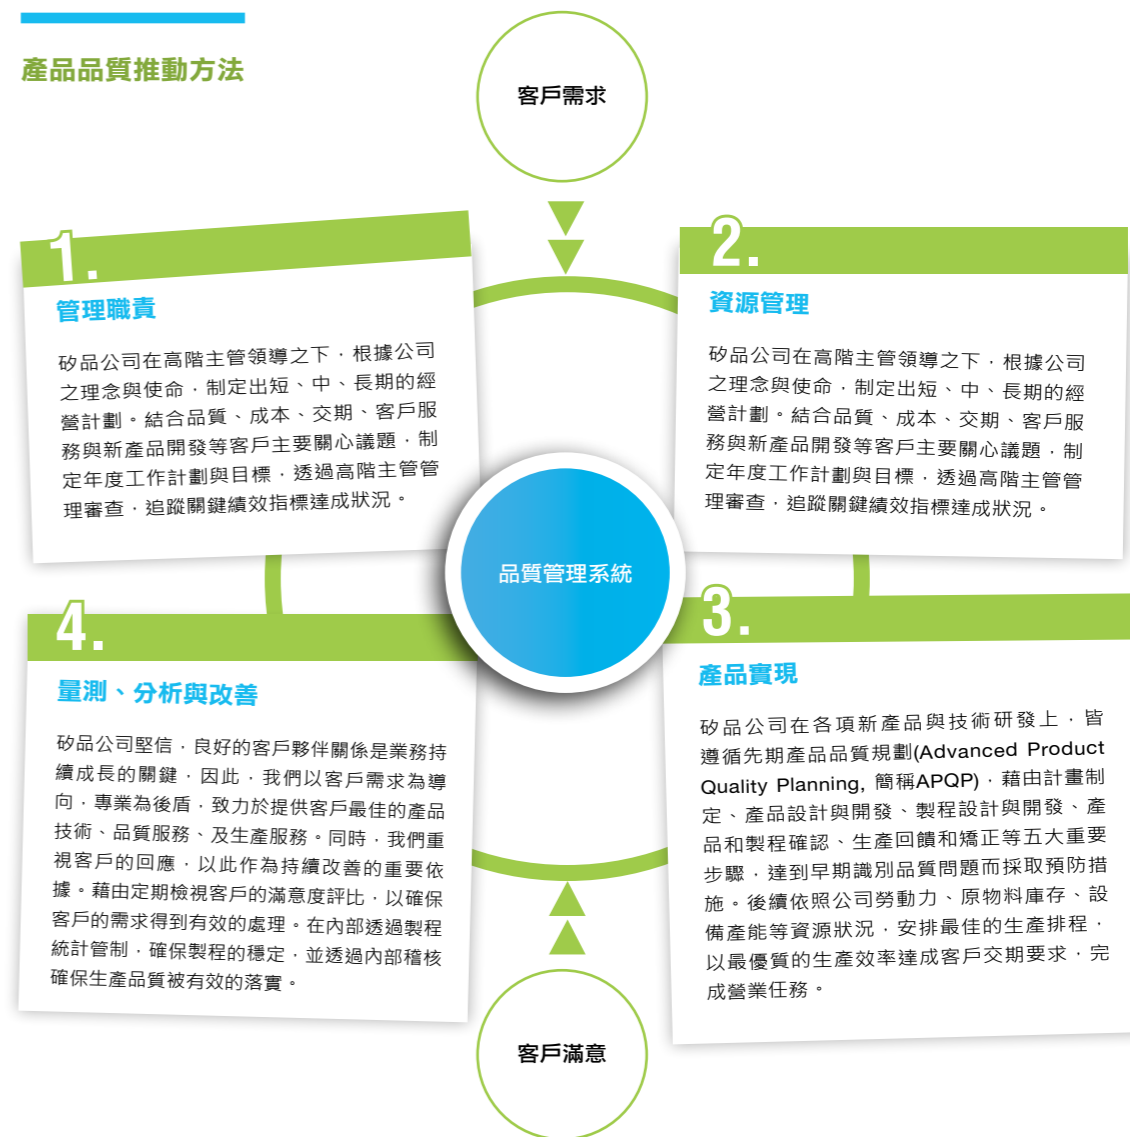 產品品質推動方法
客戶需求
1.
管理職責
矽品公司在高階主管領導之下，根據公司
之理念與使命，制定出短、中、長期的經
營計劃。結合品質、成本、交期、客戶服
務與新產品開發等客戶主要關心議題，制
定年度工作計劃與目標，透過高階主管管
理審查，追蹤關鍵績效指標達成狀況。
2.
資源管理
矽品公司在高階主管領導之下，根據公司
之理念與使命，制定出短、中、長期的經
營計劃。結合品質、成本、交期、客戶服
務與新產品開發等客戶主要關心議題，制
定年度工作計劃與目標，透過高階主管管
理審查，追蹤關鍵績效指標達成狀況。
品質管理系統
3.
產品實現
矽品公司在各項新產品與技術研發上，皆
遵循先期產品品質規劃(Advanced Product
Quality Planning, 簡稱APQP)，藉由計畫制
定、產品設計與開發、製程設計與開發、產
品和製程確認、生產回饋和矯正等五大重要
步驟，達到早期識別品質問題而採取預防措
施。後續依照公司勞動力、原物料庫存、設
備產能等資源狀況，安排最佳的生產排程，
以最優質的生產效率達成客戶交期要求，完
成營業任務。
4.
量測、分析與改善
矽品公司堅信，良好的客戶夥伴關係是業務持
續成長的關鍵，因此，我們以客戶需求為導
向，專業為後盾，致力於提供客戶最佳的產品
技術、品質服務、及生產服務。同時，我們重
視客戶的回應，以此作為持續改善的重要依
據。藉由定期檢視客戶的滿意度評比，以確保
客戶的需求得到有效的處理。在內部透過製程
統計管制，確保製程的穩定，並透過內部稽核
確保生產品質被有效的落實。
客戶滿意